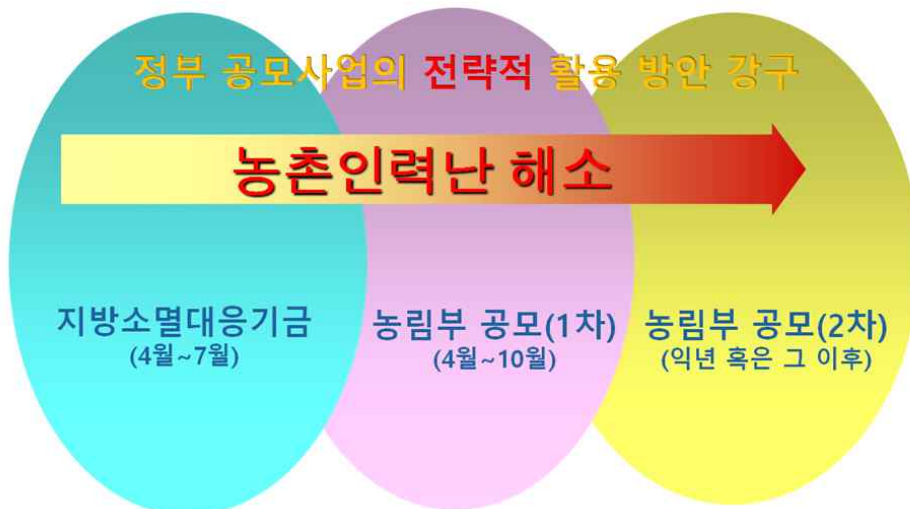 정부 공모사업의 전략적 활용 방안 강구
농촌인력난 해소
지방소멸대응기금
(4월~7월)
농림부 공모(1차)
(4월~10월)
농림부 공모(2차)
(익년 혹은 그 이후)